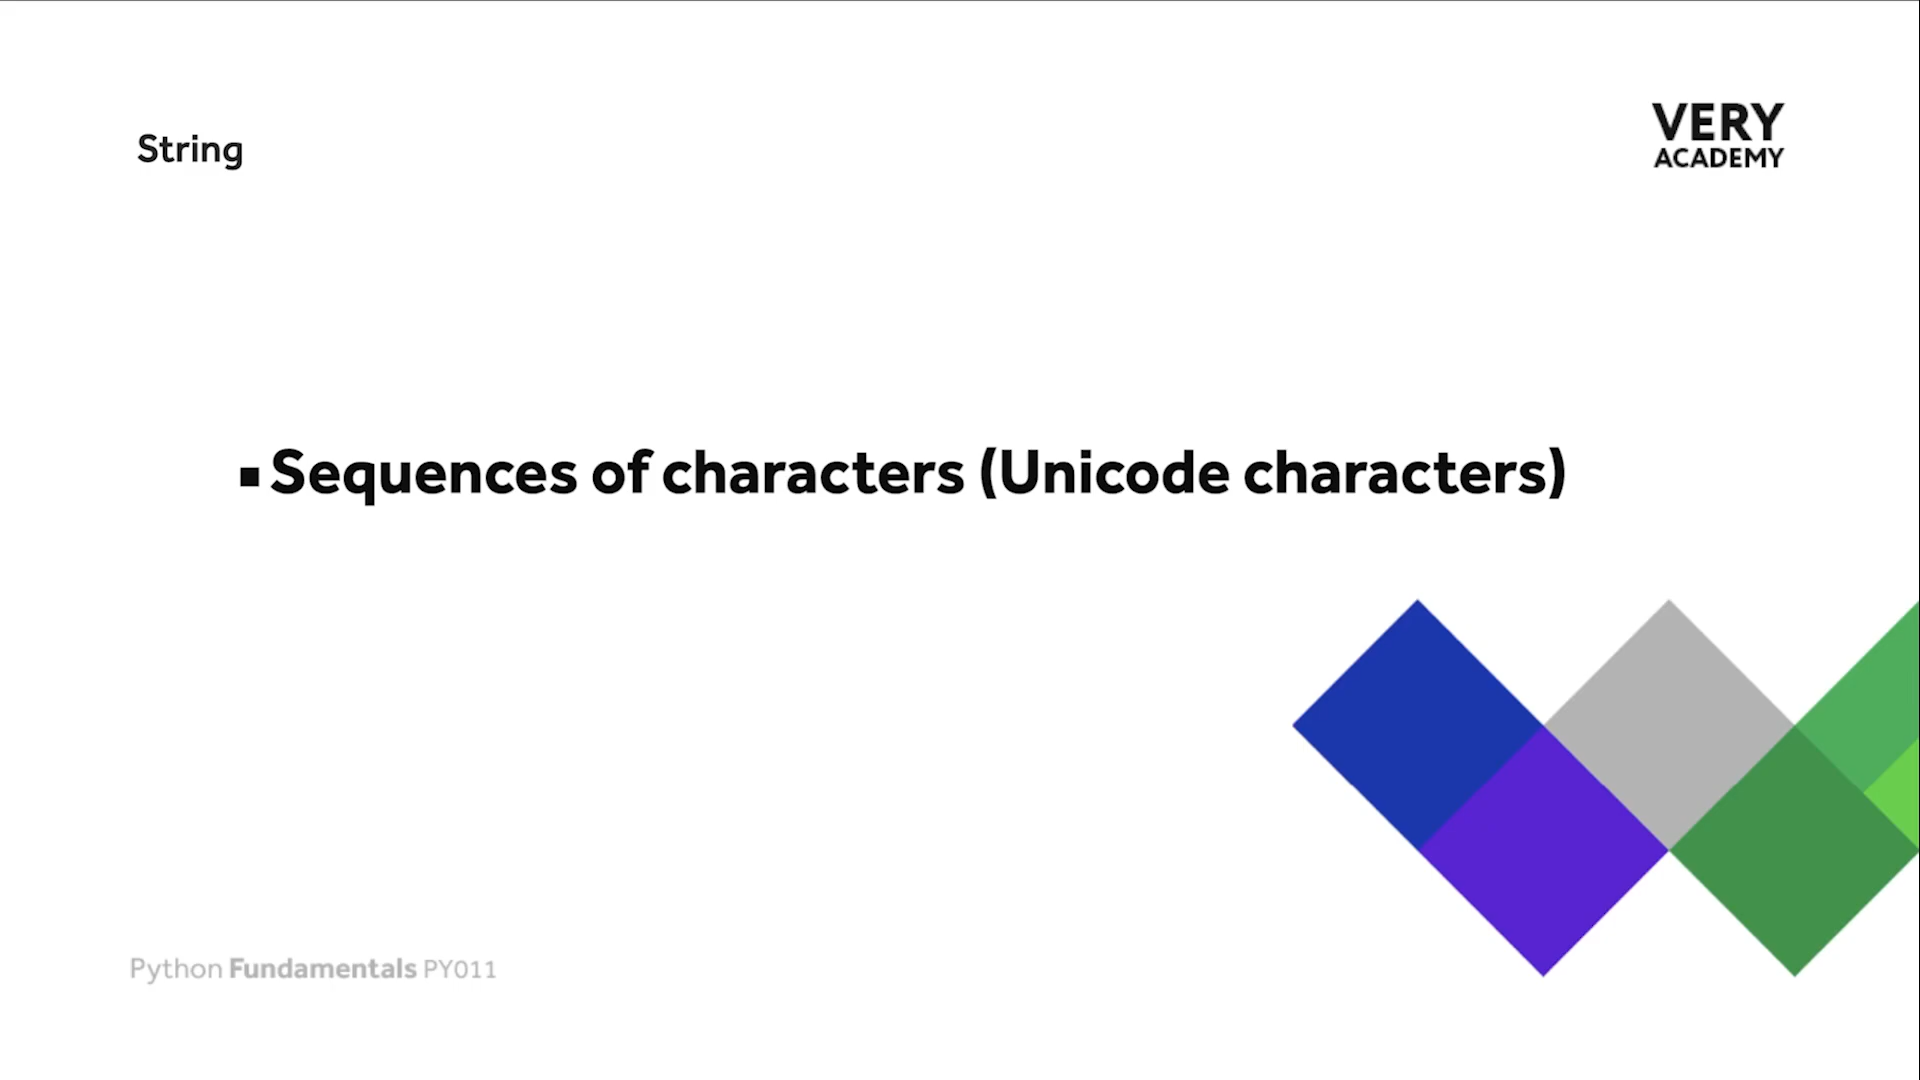 String
VERY
ACADEMY
▪ Sequences of characters (Unicode characters)
Python Fundamentals PY011